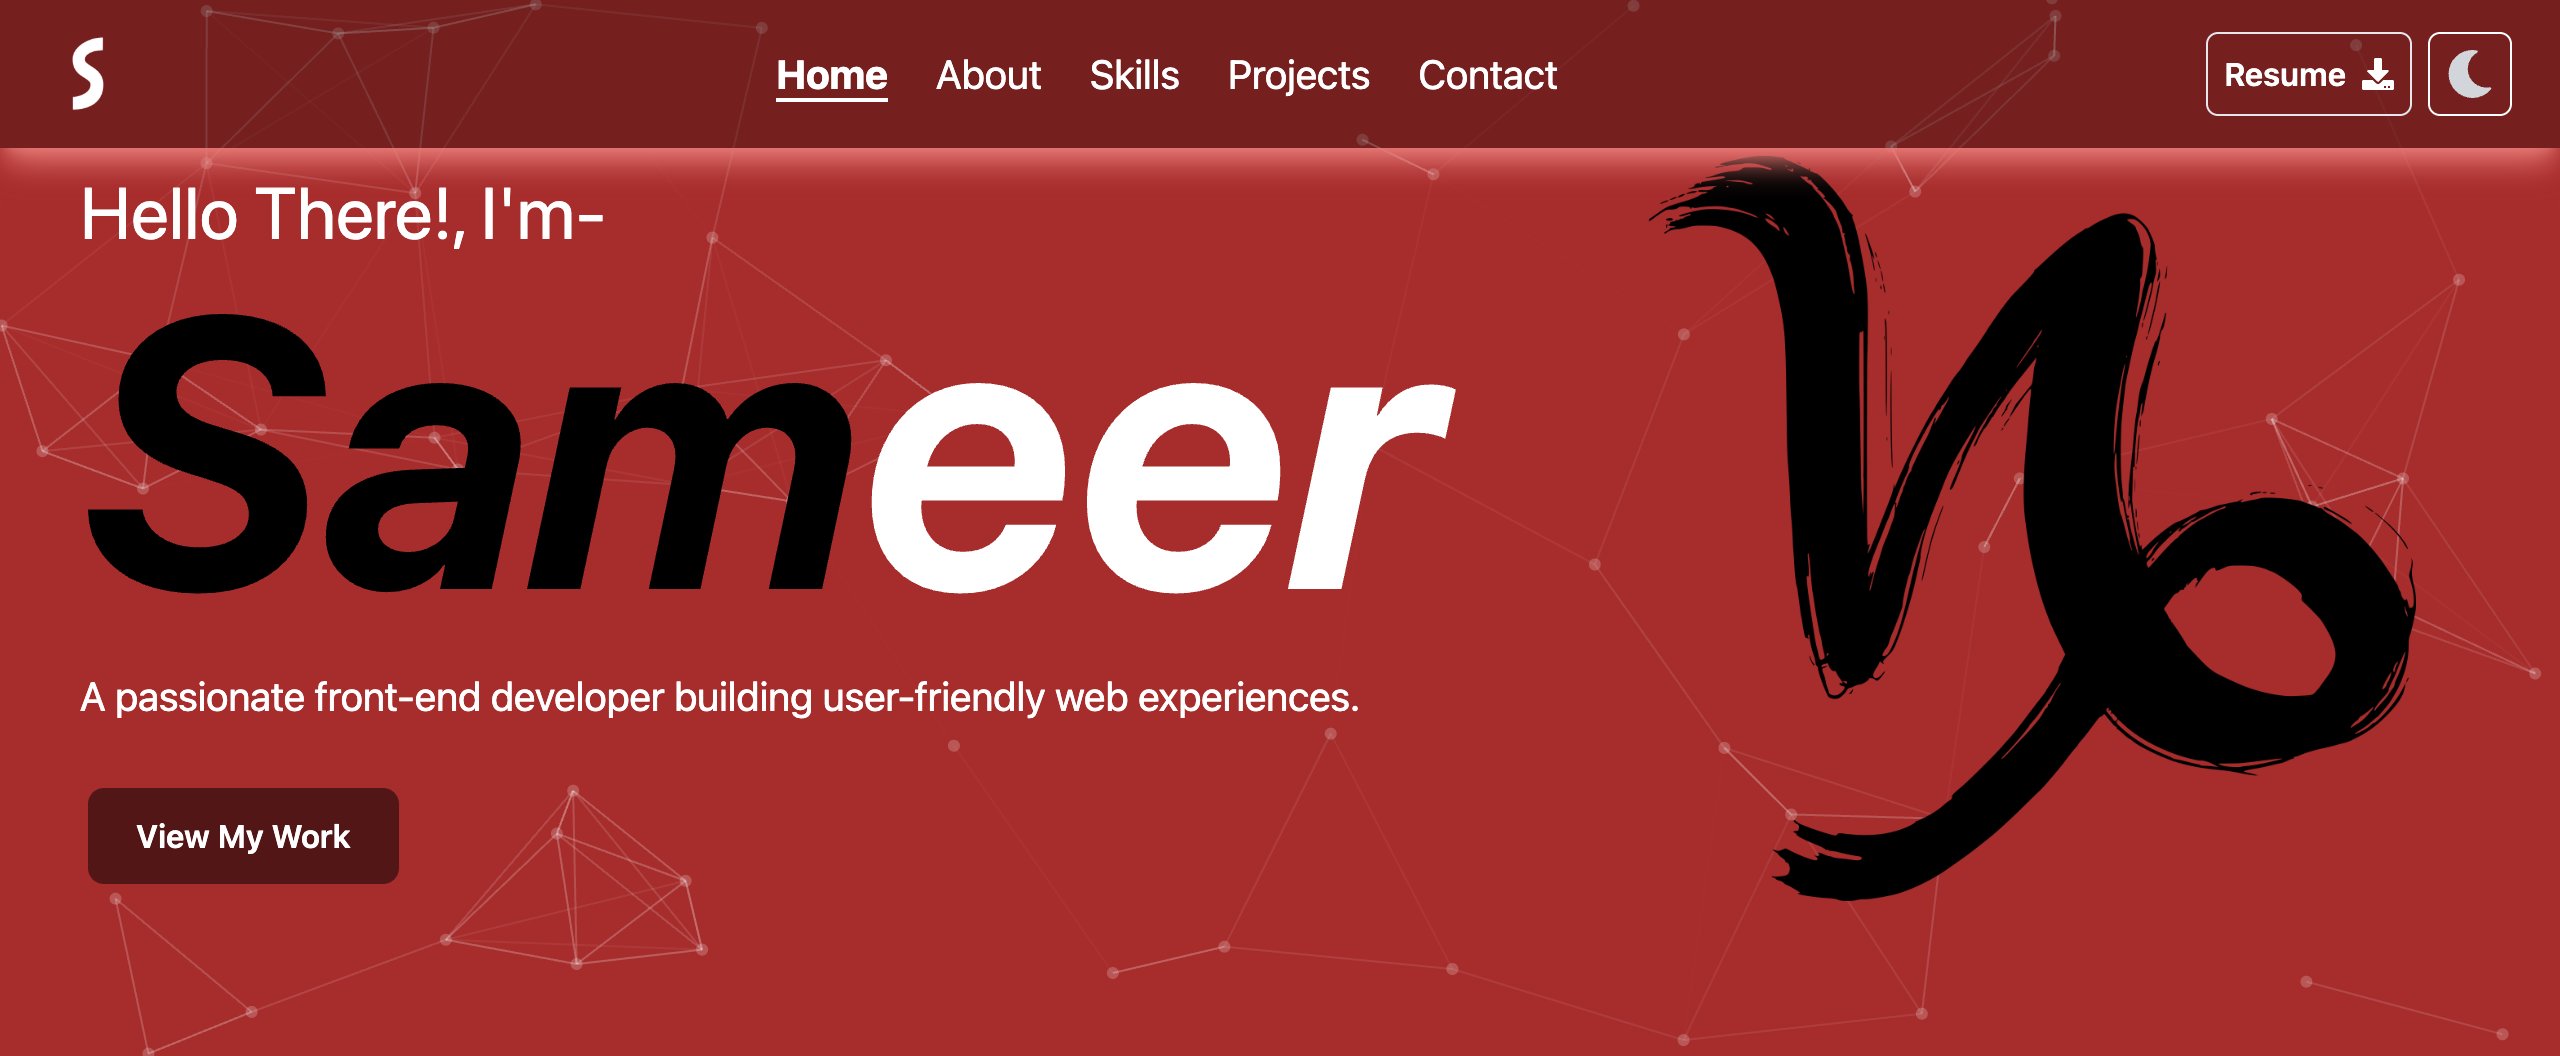 S
Home About Skills Projects Contact
Resume
Hello There!, I'm-
Sameer
A passionate front-end developer building user-friendly web experiences.
View My Work